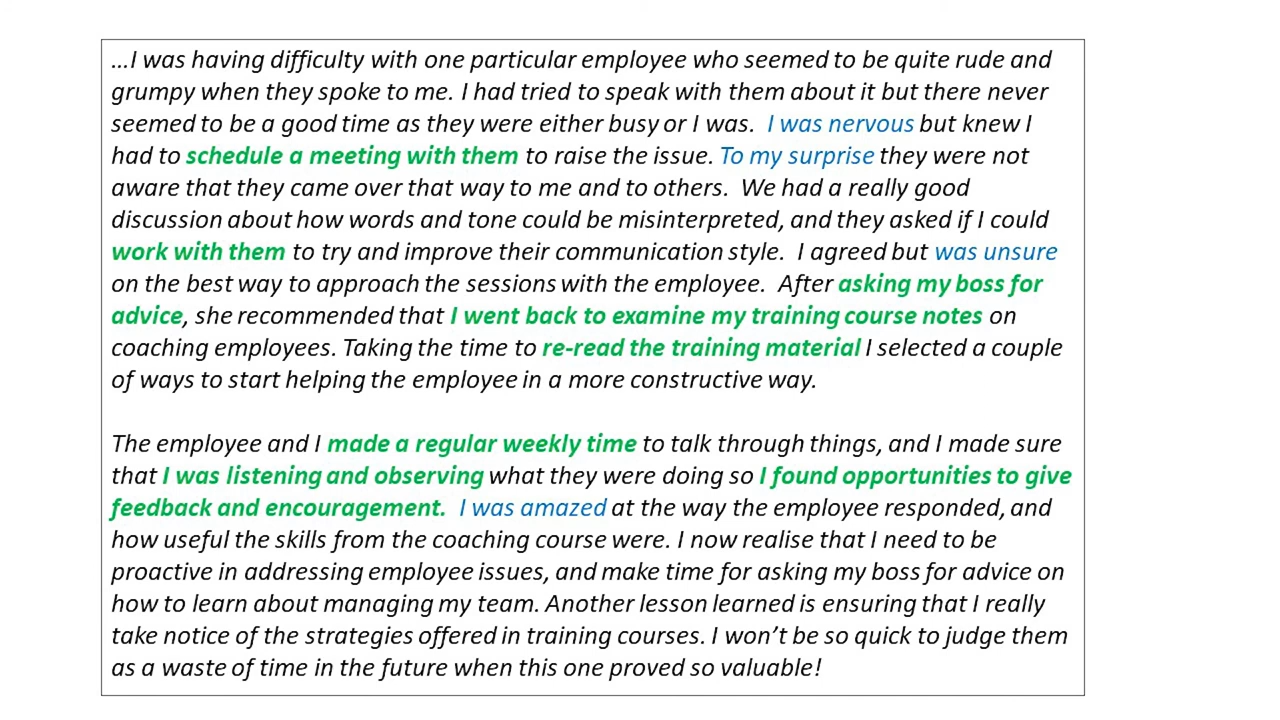 ...I was having difficulty with one particular employee who seemed to be quite rude and
grumpy when they spoke to me. I had tried to speak with them about it but there never
seemed to be a good time as they were either busy or I was. I was nervous but knew I
had to schedule a meeting with them to raise the issue. To my surprise they were not
aware that they came over that way to me and to others. We had a really good
discussion about how words and tone could be misinterpreted, and they asked if I could
work with them to try and improve their communication style. I agreed but was unsure
on the best way to approach the sessions with the employee. After asking my boss for
advice, she recommended that I went back to examine my training course notes on
coaching employees. Taking the time to re-read the training material I selected a couple
of ways to start helping the employee in a more constructive way.
The employee and I made a regular weekly time to talk through things, and I made sure
that I was listening and observing what they were doing so I found opportunities to give
feedback and encouragement. I was amazed at the way the employee responded, and
how useful the skills from the coaching course were. I now realise that I need to be
proactive in addressing employee issues, and make time for asking my boss for advice on
how to learn about managing my team. Another lesson learned is ensuring that I really
take notice of the strategies offered in training courses. I won't be so quick to judge them
as a waste of time in the future when this one proved so valuable!